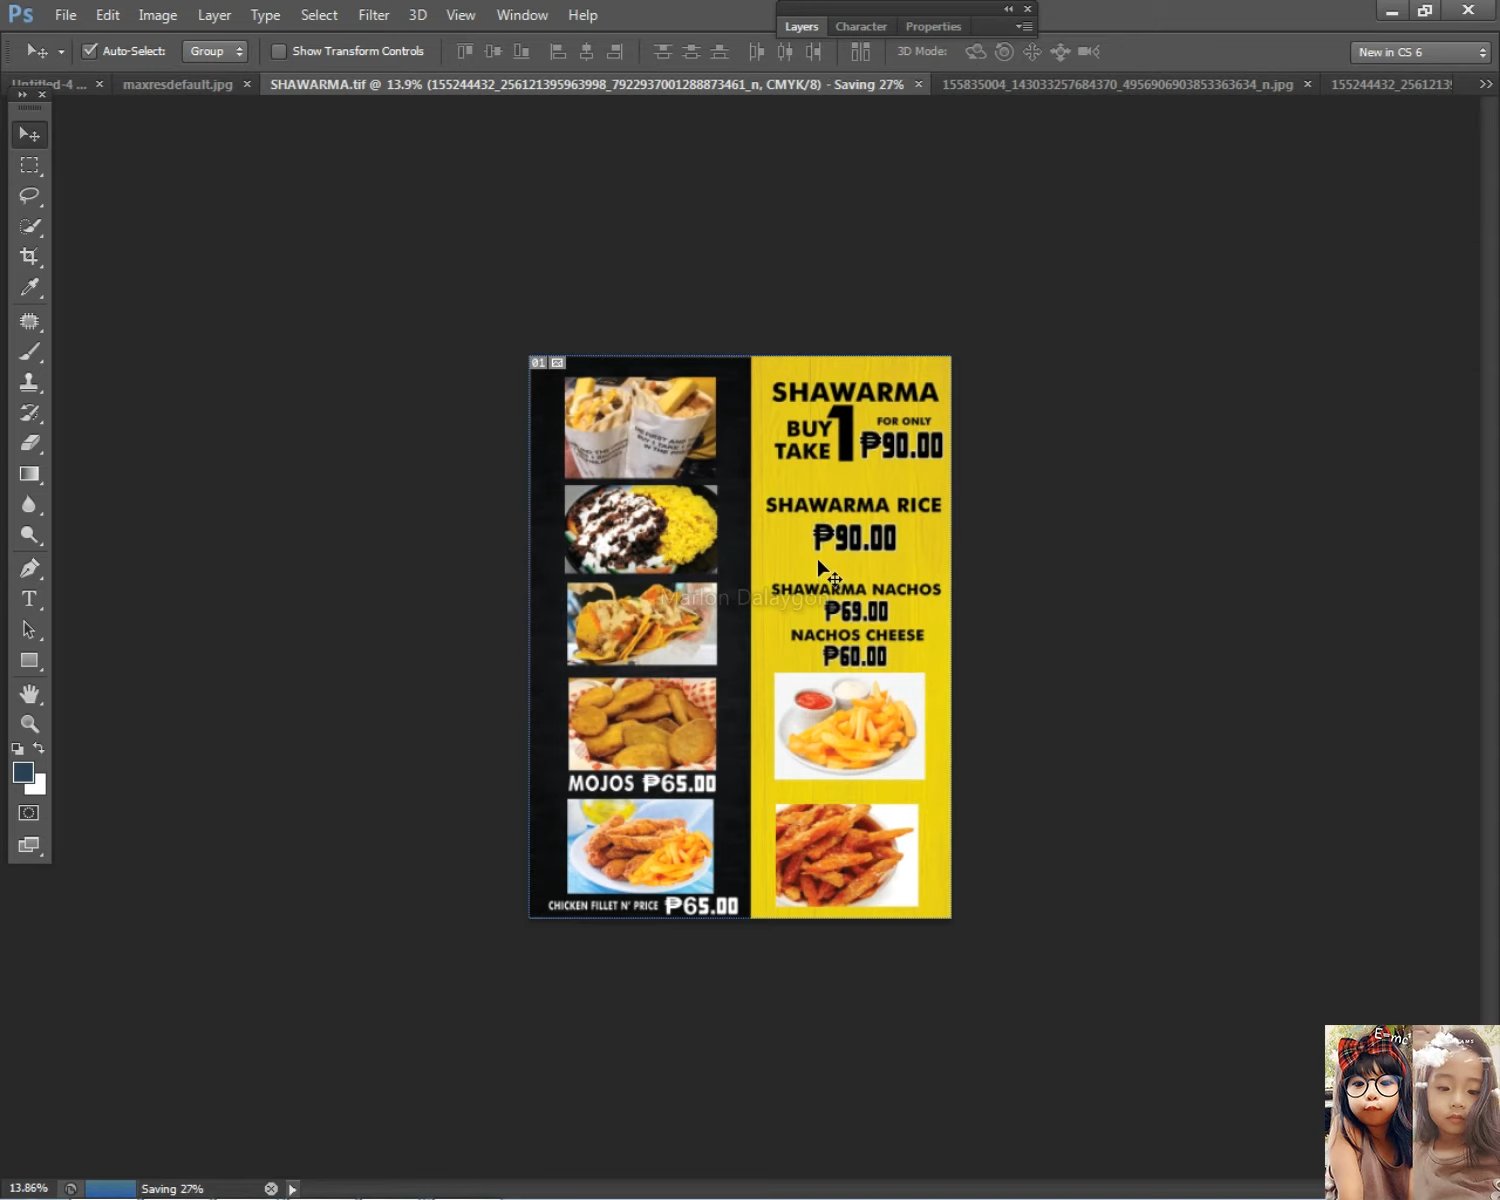 Ps File Edit Image Layer Type Select Filter 3D View Window Help
Layers Character Properties
Auto-Select: Group Show Transform Controls 3D Mode: New in CS 6
Untitled-4 ... × maxresdefault.jpg × SHAWARMA.tif @ 13.9% (155244432_256121395963998_7922937001288873461_n, CMYK/8) - Saving 27% × 155835004_143033257684370_4956906903853363634_n.jpg × 155244432_2561213
01
SHAWARMA
BUY
TAKE
1
FOR ONLY
₱90.00
SHAWARMA RICE
₱90.00
SHAWARMA NACHOS
₱69.00
NACHOS CHEESE
₱60.00
Marlon Dalaygon
MOJOS ₱65.00
CHICKEN FILLET N' PRICE ₱65.00
13.86% Saving 27%